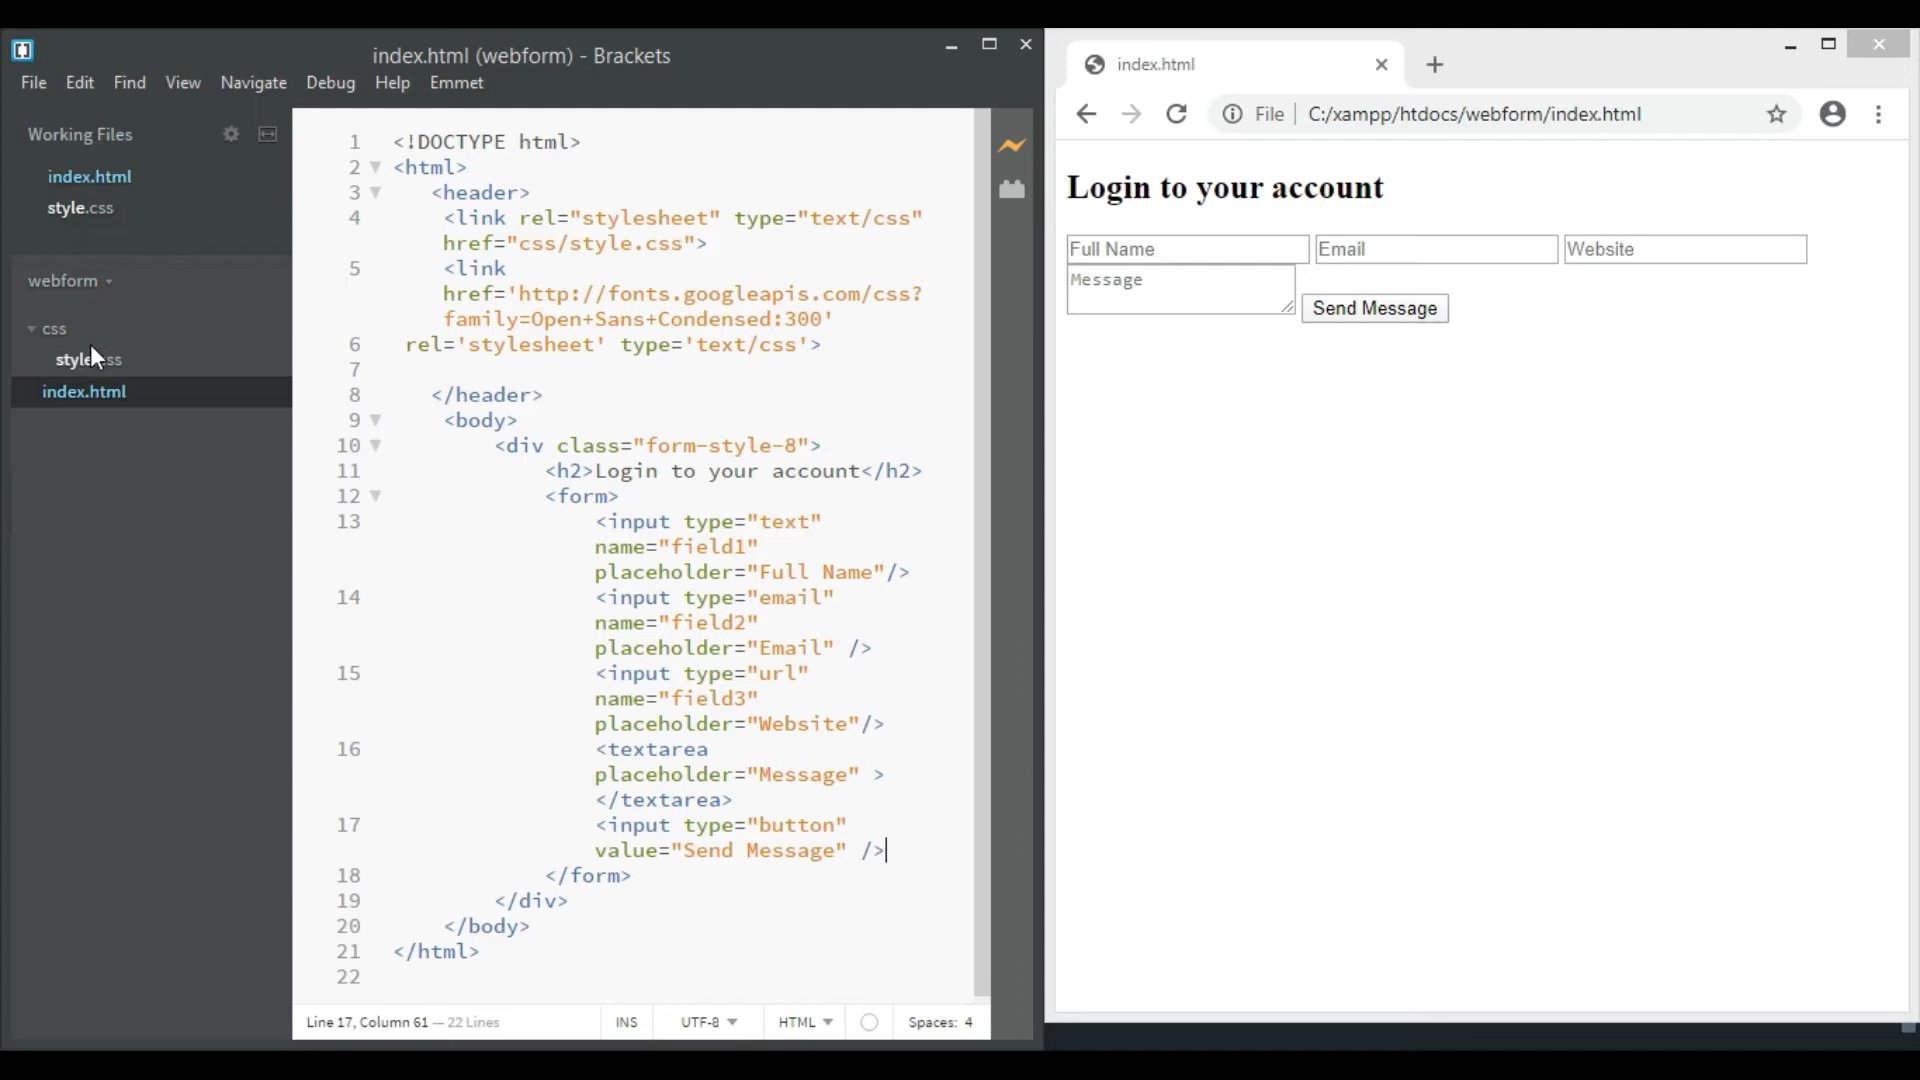 index.html (webform) - Brackets
File Edit Find View Navigate Debug Help Emmet
Working Files
index.html
style.css
webform
css
style.css
index.html
1 <!DOCTYPE html>
2 <html>
3 <header>
4 <link rel="stylesheet" type="text/css"
href="css/style.css">
5 <link
href='http://fonts.googleapis.com/css?
family=Open+Sans+Condensed:300'
6 rel='stylesheet' type='text/css'>
7
8 </header>
9 <body>
10 <div class="form-style-8">
11 <h2>Login to your account</h2>
12 <form>
13 <input type="text"
name="field1"
placeholder="Full Name"/>
14 <input type="email"
name="field2"
placeholder="Email" />
15 <input type="url"
name="field3"
placeholder="Website"/>
16 <textarea
placeholder="Message" >
</textarea>
17 <input type="button"
value="Send Message" />
18 </form>
19 </div>
20 </body>
21 </html>
22
Line 17, Column 61 — 22 Lines INS UTF-8 HTML Spaces: 4
index.html
File C:/xampp/htdocs/webform/index.html
Login to your account
Full Name Email Website
Message Send Message